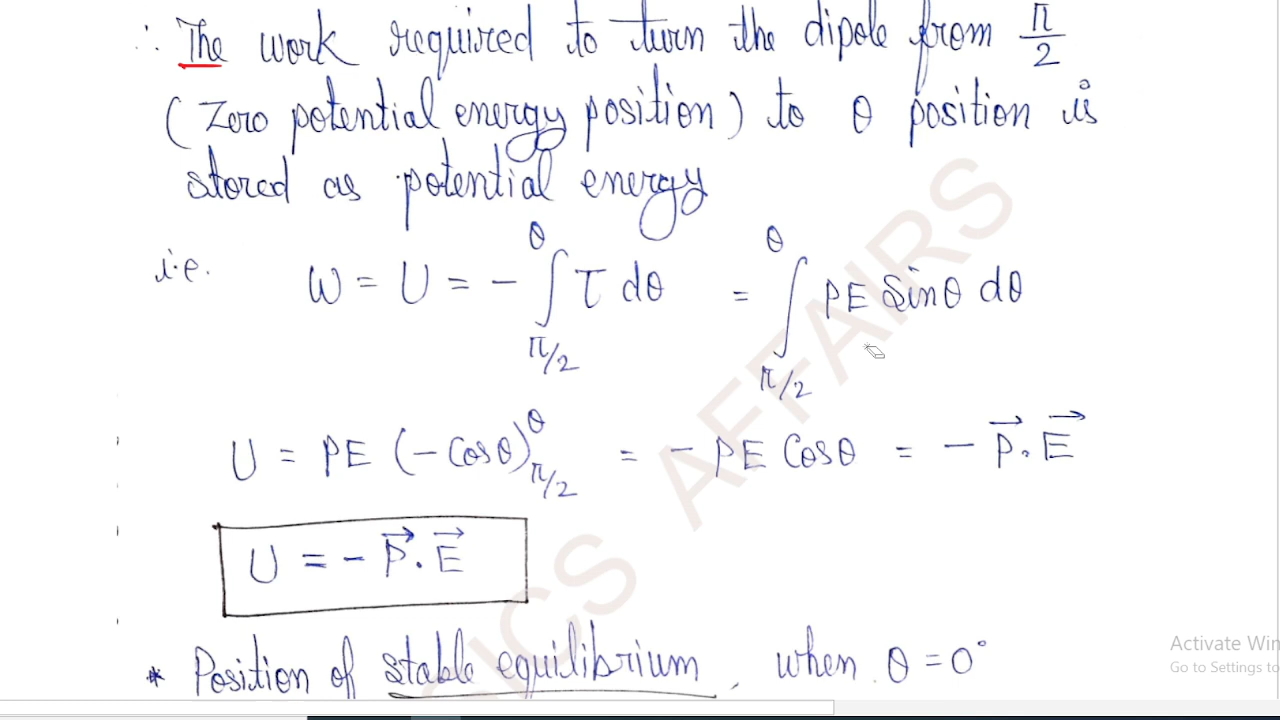 ∴ The work required to turn the dipole from π/2
(Zero potential energy position) to θ position is
stored as potential energy
i.e. W = U = - ∫_{π/2}^{θ} τ dθ = ∫_{π/2}^{θ} PE Sinθ dθ
U = PE (-Cosθ)_{π/2}^{θ} = - PE Cosθ = - P⃗.E⃗
U = - P⃗.E⃗
* Position of stable equilibrium, when θ = 0°
ICS AFFAIRS
Activate Win
Go to Settings to